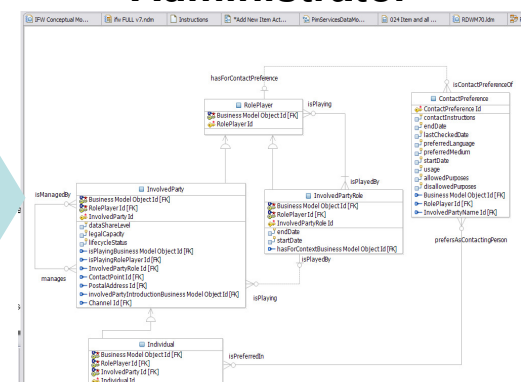 Administrator
IFW Conceptual Mo...
ifw FULL v7.ndm
Instructions
*Add New Item Act...
PimServicesDataMo...
024 Item and all ...
RDWM70.ldm
hasForContactPreference
isContactPreferenceOf
RolePlayer
Business Model Object Id [FK]
RolePlayer Id
isPlaying
ContactPreference
ContactPreference Id
contactInstructions
endDate
lastCheckedDate
preferredLanguage
preferredMedium
startDate
usage
allowedPurposes
disallowedPurposes
Business Model Object Id [FK]
RolePlayer Id [FK]
InvolvedPartyName Id [FK]
isPlayedBy
isManagedBy
InvolvedParty
Business Model Object Id [FK]
RolePlayer Id [FK]
InvolvedParty Id
dataShareLevel
legalCapacity
lifecycleStatus
isPlayingBusiness Model Object Id [FK]
isPlayingRolePlayer Id [FK]
InvolvedPartyRole Id [FK]
ContactPoint Id [FK]
PostalAddress Id [FK]
involvedPartyIntroductionBusiness Model Object Id [FK]
Channel Id [FK]
manages
InvolvedPartyRole
Business Model Object Id [FK]
RolePlayer Id [FK]
InvolvedPartyRole Id
endDate
startDate
hasForContextBusiness Model Object Id [FK]
isPlayedBy
prefersAsContactingPerson
isPlaying
Individual
Business Model Object Id [FK]
RolePlayer Id [FK]
InvolvedParty Id [FK]
Individual Id
isPreferredIn